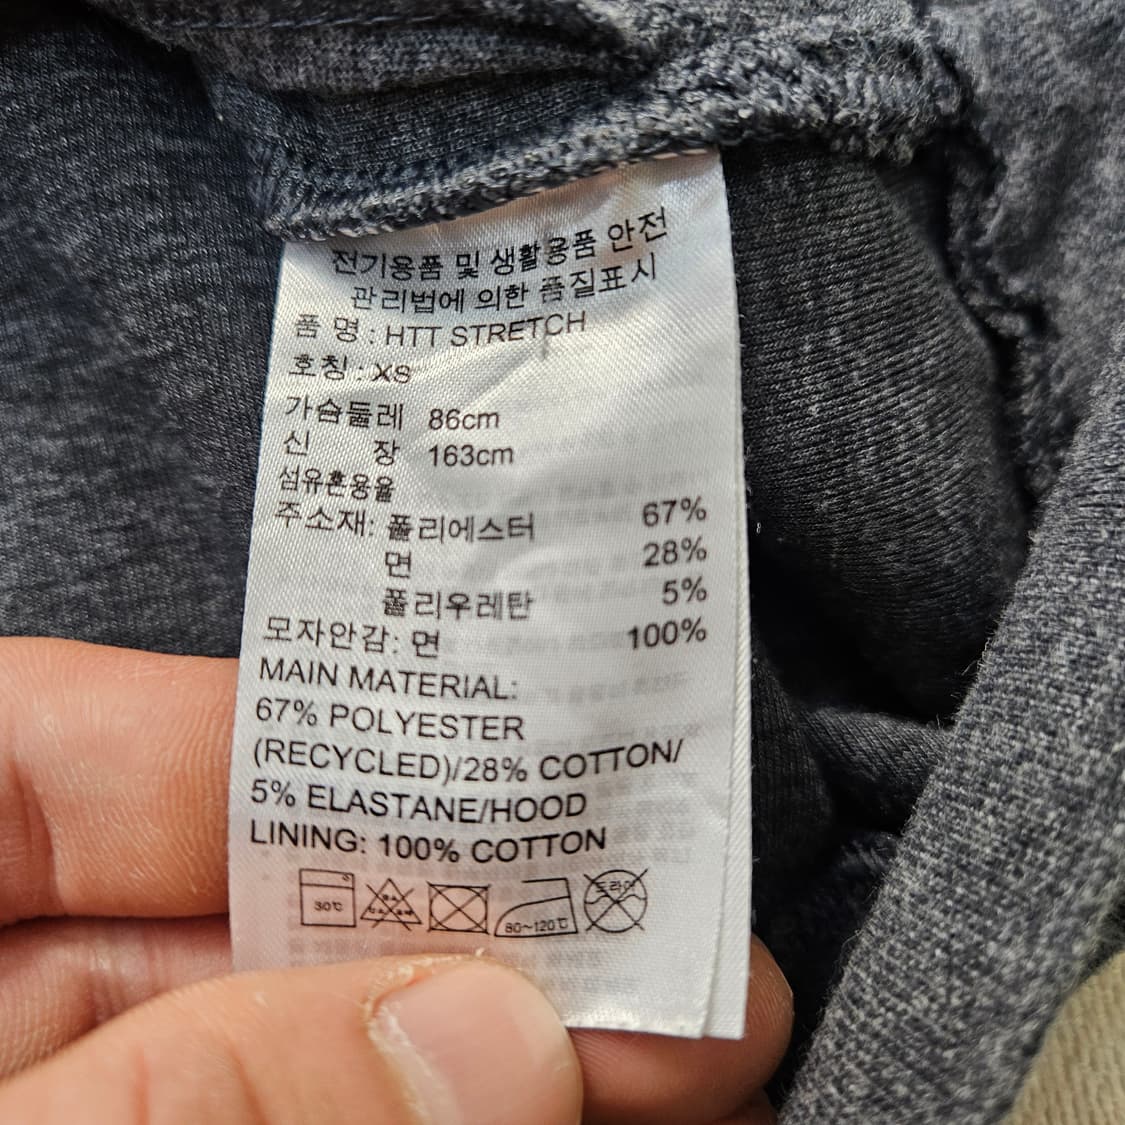 전기용품 및 생활용품 안전
관리법에 의한 품질표시
품 명 : HTT STRETCH
호칭 : XS
가슴둘레 86cm
신 장 163cm
섬유혼용율
주소재: 폴리에스터 67%
면 28%
폴리우레탄 5%
모자안감: 면 100%
MAIN MATERIAL:
67% POLYESTER
(RECYCLED)/28% COTTON/
5% ELASTANE/HOOD
LINING: 100% COTTON
30℃ 80~120℃ 드라이